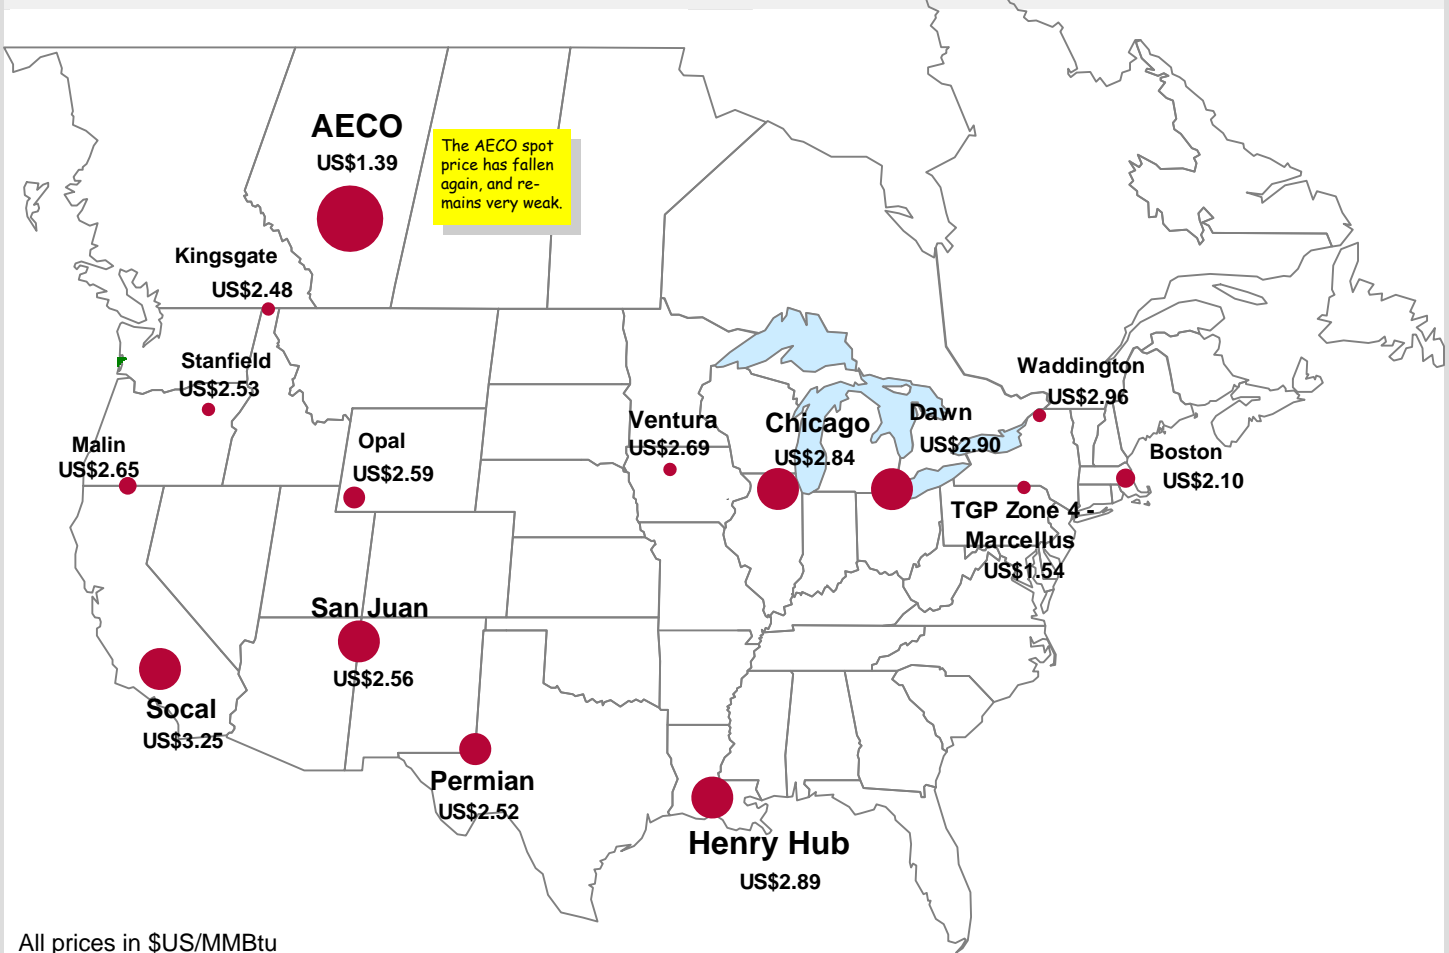 AECO
US$1.39
The AECO spot
price has fallen
again, and re-
mains very weak.
Kingsgate
US$2.48
Stanfield
US$2.53
Malin
US$2.65
Opal
US$2.59
Ventura
US$2.69
Chicago
US$2.84
Dawn
US$2.90
Waddington
US$2.96
Boston
US$2.10
TGP Zone 4 -
Marcellus
US$1.54
San Juan
US$2.56
Socal
US$3.25
Permian
US$2.52
Henry Hub
US$2.89
All prices in $US/MMBtu